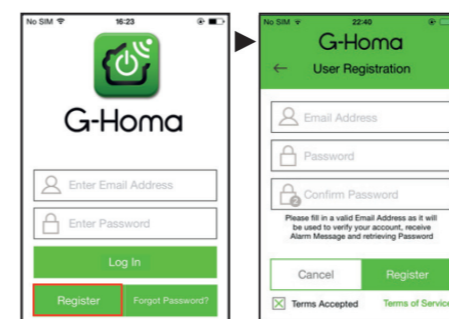 No SIM 16:23
G-Homa
Enter Email Address
Enter Password
Log In
Register Forgot Password?
No SIM 22:40
G-Homa
← User Registration
Email Address
Password
2 Confirm Password
Please fill in a valid Email Address as it will
be used to verify your account, receive
Alarm Message and retrieving Password
Cancel Register
Terms Accepted Terms of Service